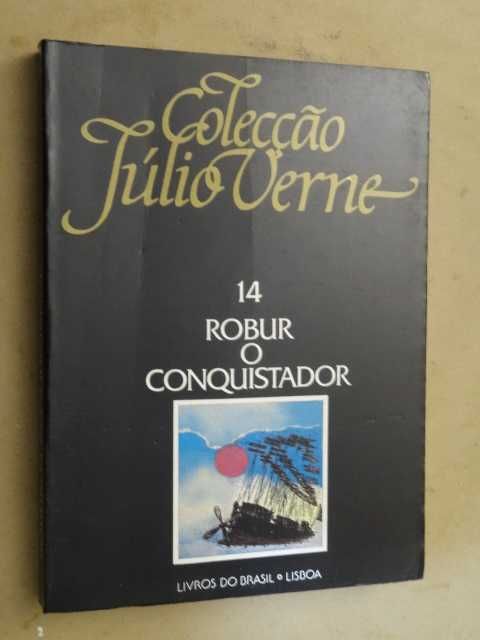 Colecção
Júlio Verne
14
ROBUR
O
CONQUISTADOR
LIVROS DO BRASIL • LISBOA